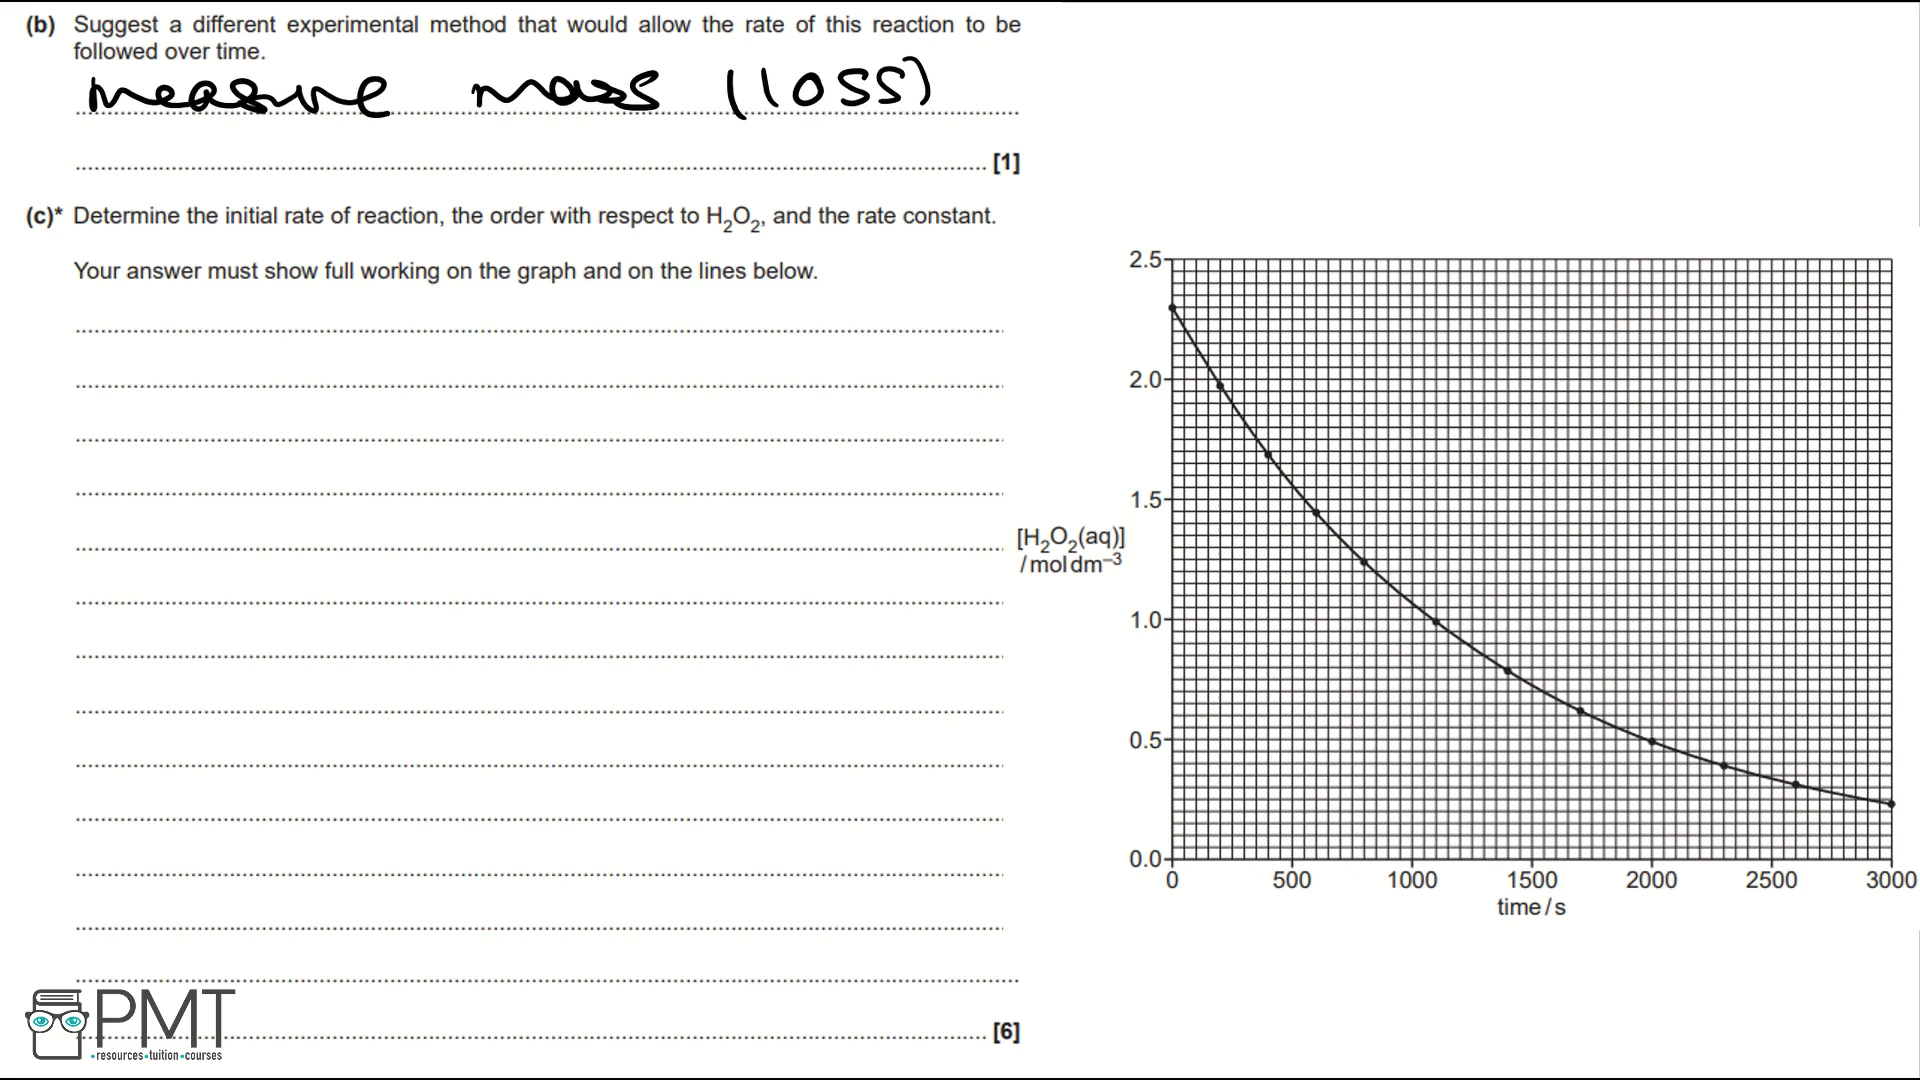 (b) Suggest a different experimental method that would allow the rate of this reaction to be
followed over time.
measure mass (loss)
[1]
(c)* Determine the initial rate of reaction, the order with respect to H₂O₂, and the rate constant.
Your answer must show full working on the graph and on the lines below.
2.5
2.0
1.5
[H₂O₂(aq)]
/mol dm⁻³
1.0
0.5
0.0
0 500 1000 1500 2000 2500 3000
time/s
PMT
•resources•tuition•courses
[6]